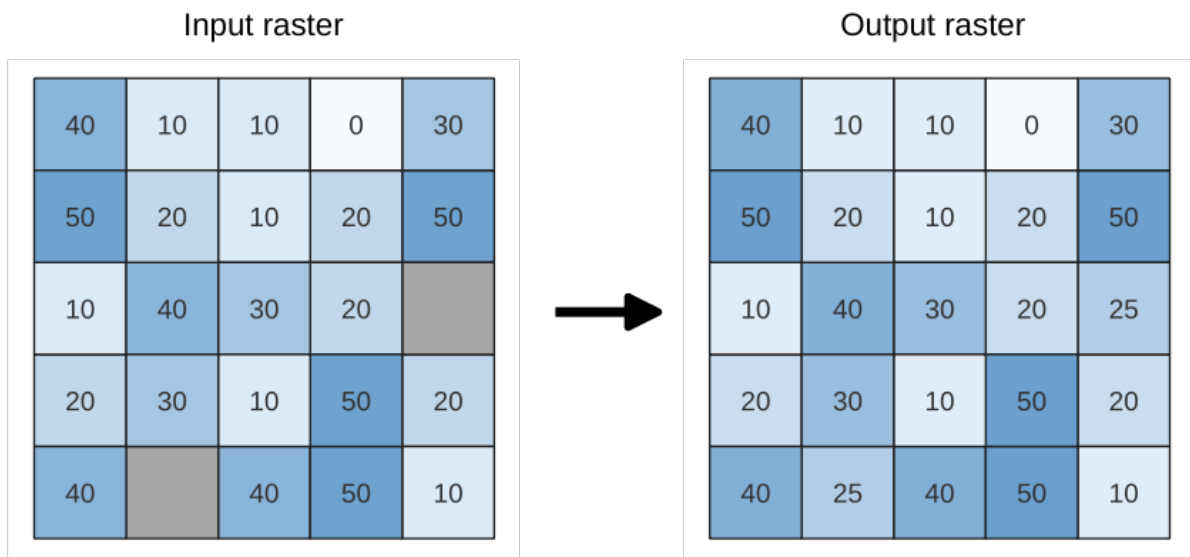 Input raster
Output raster
40 10 10 0 30
50 20 10 20 50
10 40 30 20
20 30 10 50 20
40 40 50 10
40 10 10 0 30
50 20 10 20 50
10 40 30 20 25
20 30 10 50 20
40 25 40 50 10